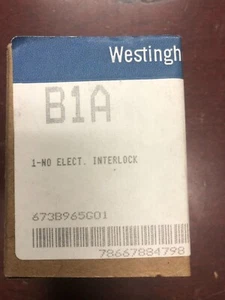 Westingh
B1A
1-NO ELECT. INTERLOCK
673B965G01
78667884798